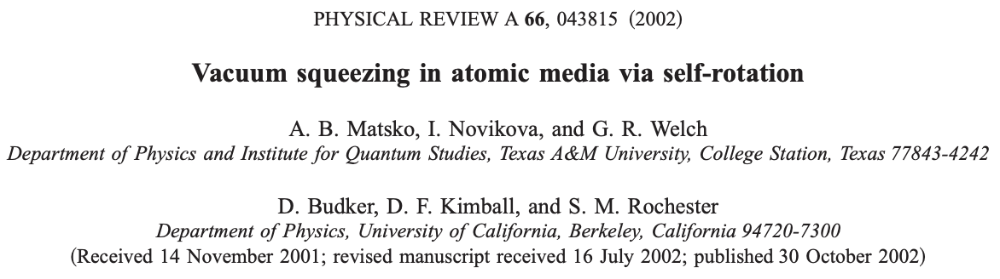 PHYSICAL REVIEW A 66, 043815 (2002)
Vacuum squeezing in atomic media via self-rotation
A. B. Matsko, I. Novikova, and G. R. Welch
Department of Physics and Institute for Quantum Studies, Texas A&M University, College Station, Texas 77843-4242
D. Budker, D. F. Kimball, and S. M. Rochester
Department of Physics, University of California, Berkeley, California 94720-7300
(Received 14 November 2001; revised manuscript received 16 July 2002; published 30 October 2002)